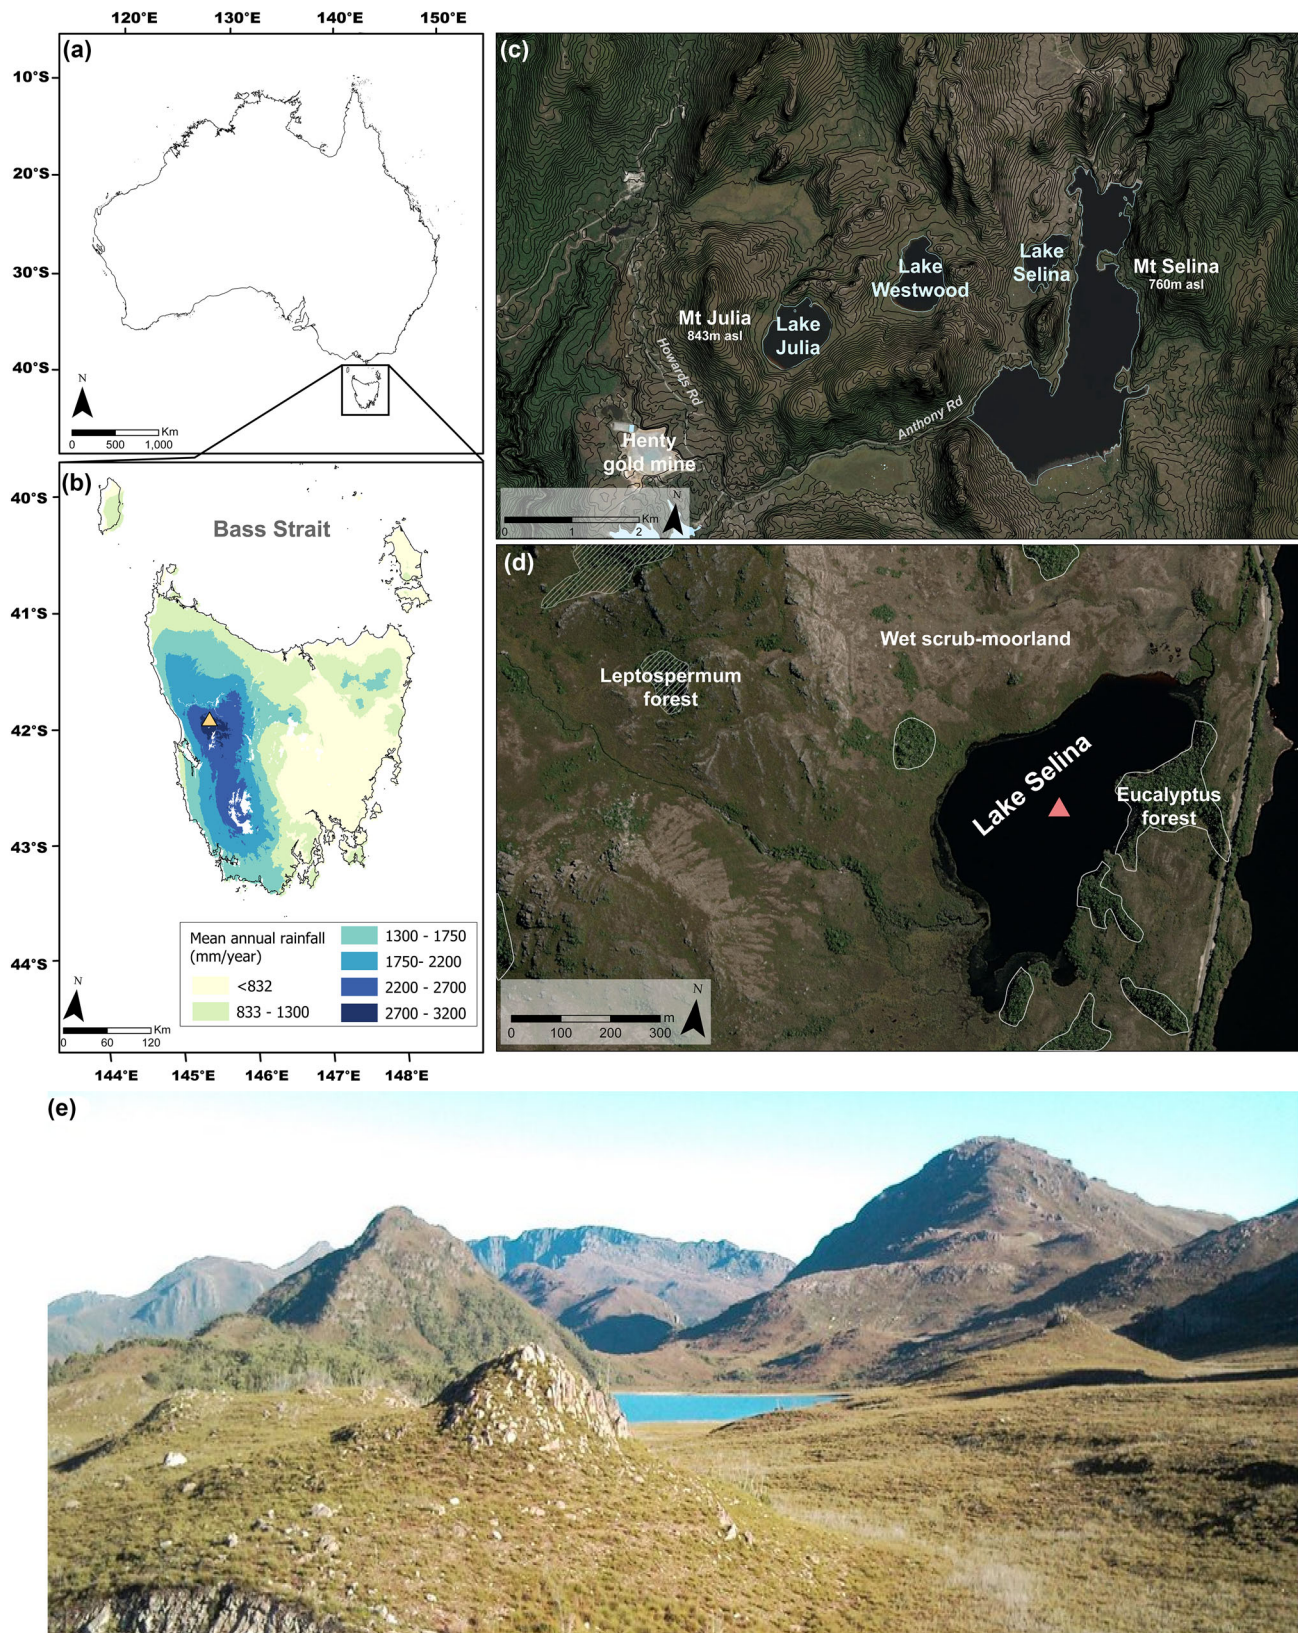 120°E 130°E 140°E 150°E
(a)
10°S
20°S
30°S
40°S
N
Km
0 500 1,000
(b)
40°S
41°S
42°S
43°S
44°S
Bass Strait
Mean annual rainfall
(mm/year)
<832
833 - 1300
1300 - 1750
1750- 2200
2200 - 2700
2700 - 3200
N
Km
0 60 120
144°E 145°E 146°E 147°E 148°E
(c)
Lake
Westwood
Lake
Selina
Mt Selina
760m asl
Mt Julia
843m asl
Lake
Julia
Howards Rd
Anthony Rd
Henty
gold mine
N
Km
0 1 2
(d)
Wet scrub-moorland
Leptospermum
forest
Lake Selina
Eucalyptus
forest
N
m
0 100 200 300
(e)